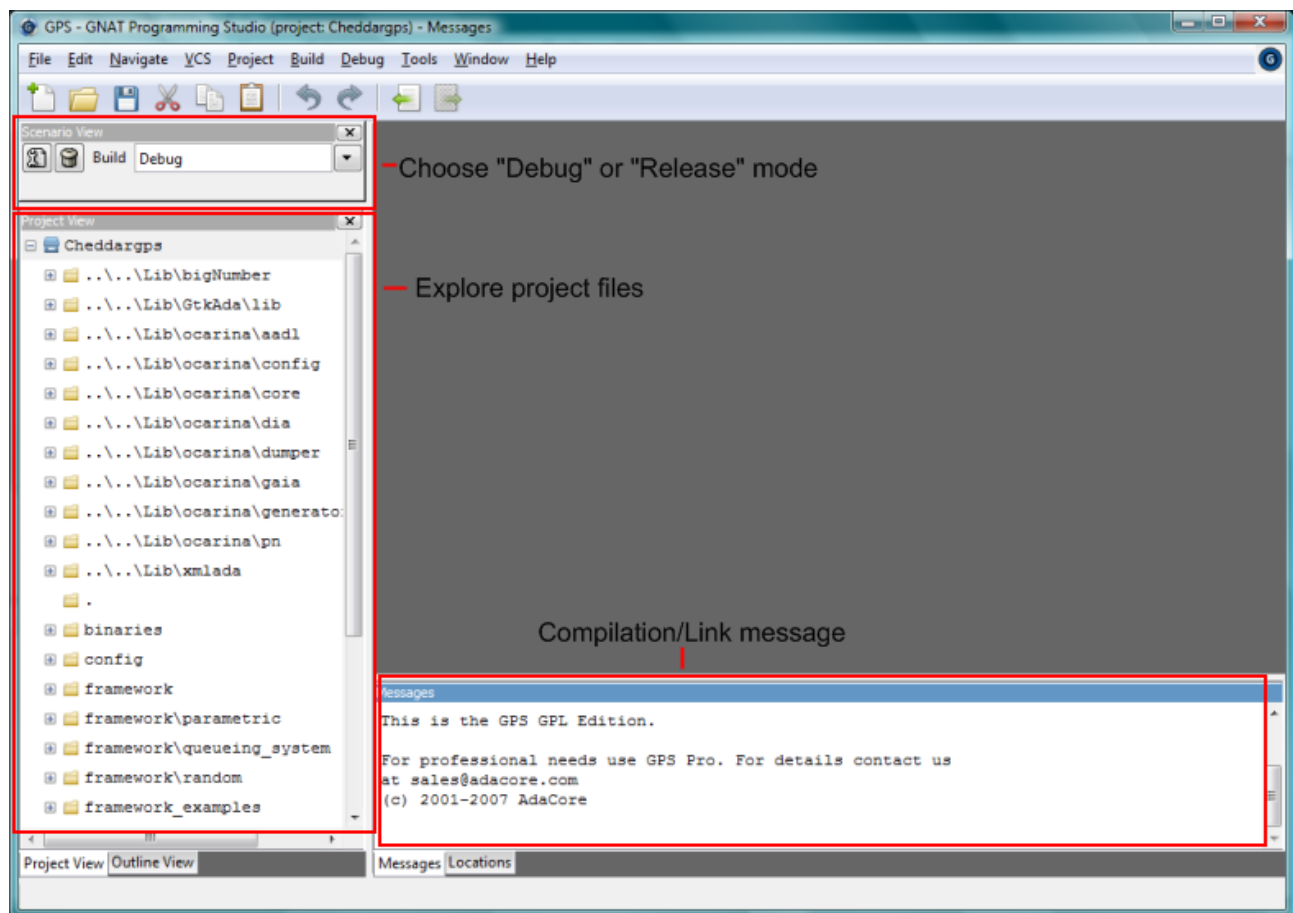 GPS - GNAT Programming Studio (project: Cheddargps) - Messages
File Edit Navigate VCS Project Build Debug Tools Window Help
Scenario View
Build Debug
Choose "Debug" or "Release" mode
Project View
Cheddargps
..\..\Lib\bigNumber
Explore project files
..\..\Lib\GtkAda\lib
..\..\Lib\ocarina\aadl
..\..\Lib\ocarina\config
..\..\Lib\ocarina\core
..\..\Lib\ocarina\dia
..\..\Lib\ocarina\dumper
..\..\Lib\ocarina\gaia
..\..\Lib\ocarina\generato
..\..\Lib\ocarina\pn
..\..\Lib\xmlada
.
binaries
config
framework
framework\parametric
framework\queueing_system
framework\random
framework_examples
Project View Outline View
Compilation/Link message
Messages
This is the GPS GPL Edition.
For professional needs use GPS Pro. For details contact us
at sales@adacore.com
(c) 2001-2007 AdaCore
Messages Locations